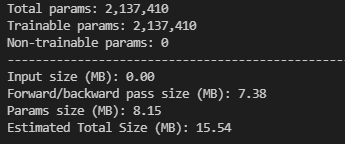 Total params: 2,137,410
Trainable params: 2,137,410
Non-trainable params: 0
----------------------------------------------------------------
Input size (MB): 0.00
Forward/backward pass size (MB): 7.38
Params size (MB): 8.15
Estimated Total Size (MB): 15.54